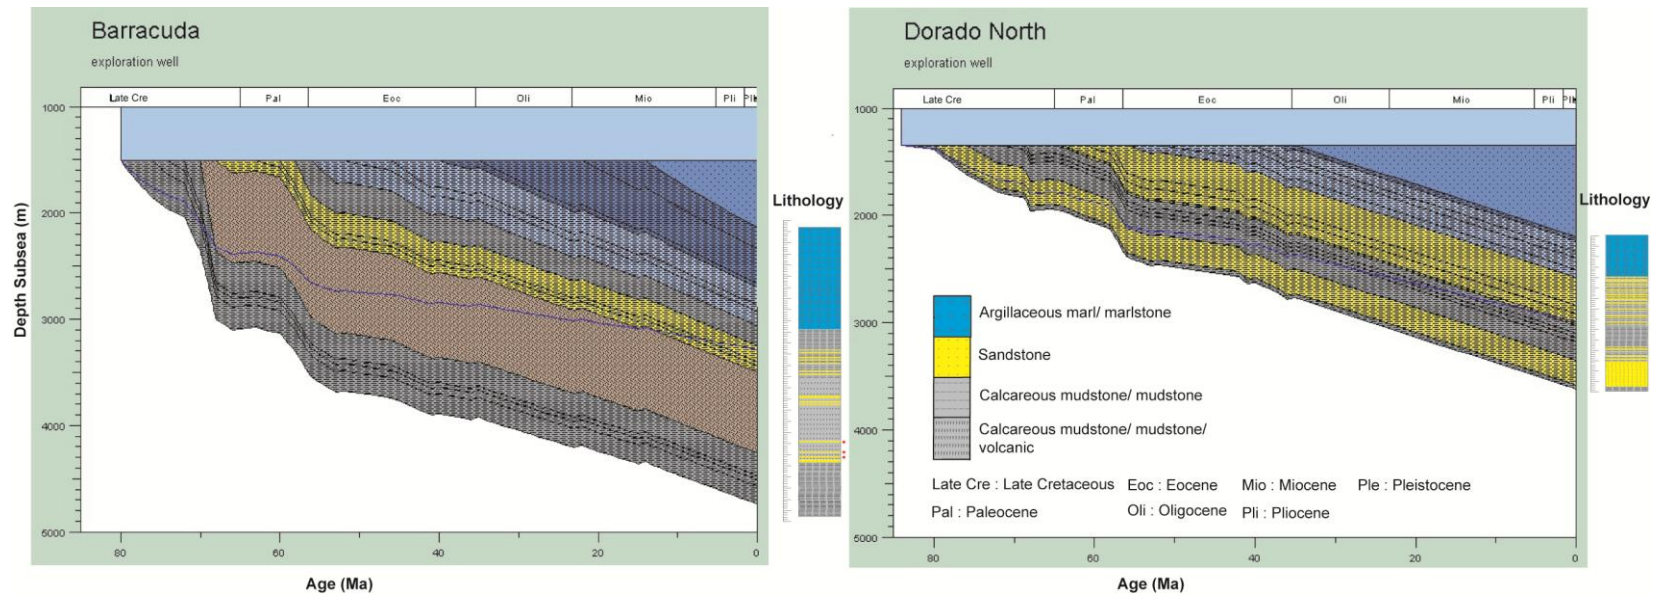 Barracuda
exploration well
Late Cre Pal Eoc Oli Mio Pli
1000
2000
3000
4000
5000
Depth Subsea (m)
80 60 40 20 0
Age (Ma)
Lithology
Dorado North
exploration well
Late Cre Pal Eoc Oli Mio Pli
1000
2000
3000
4000
5000
80 60 40 20 0
Age (Ma)
Lithology
Argillaceous marl/ marlstone
Sandstone
Calcareous mudstone/ mudstone
Calcareous mudstone/ mudstone/
volcanic
Late Cre : Late Cretaceous Eoc : Eocene Mio : Miocene Ple : Pleistocene
Pal : Paleocene Oli : Oligocene Pli : Pliocene